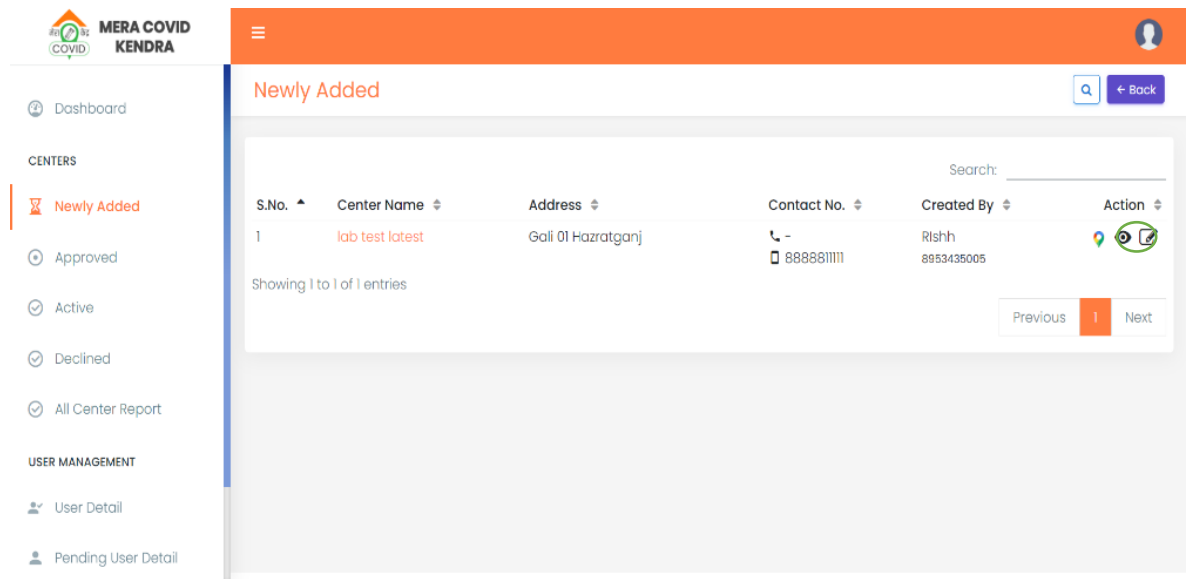 MERA COVID
KENDRA
COVID
Newly Added
← Back
Dashboard
CENTERS
Newly Added
Approved
Active
Declined
All Center Report
USER MANAGEMENT
User Detail
Pending User Detail
Search:
S.No. Center Name Address Contact No. Created By Action
1 lab test latest Gali 01 Hazratganj - RIshh
8888811111 8953435005
Showing 1 to 1 of 1 entries
Previous 1 Next